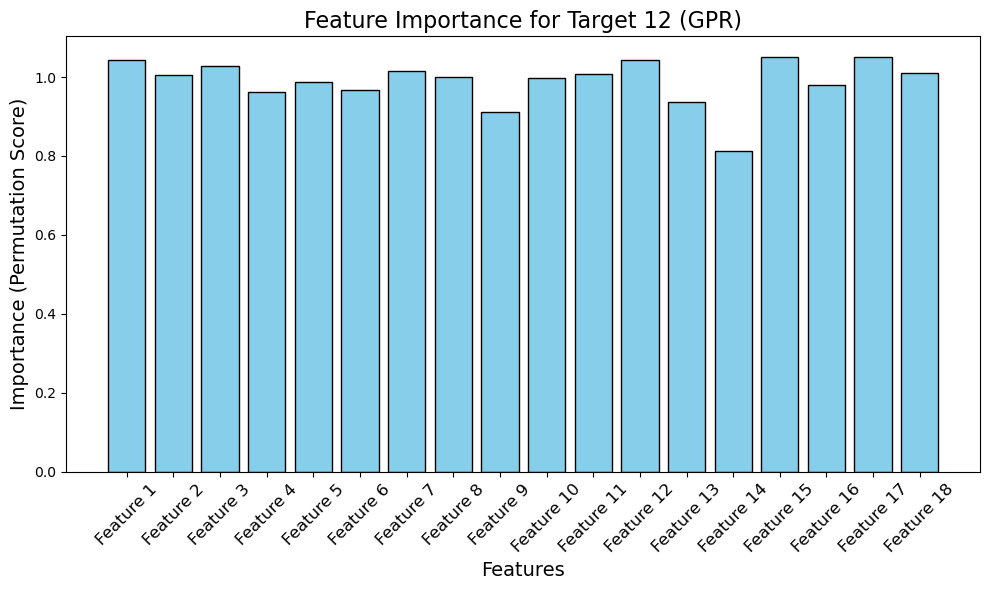 Feature Importance for Target 12 (GPR)
Importance (Permutation Score)
1.0
0.8
0.6
0.4
0.2
0.0
Feature 1
Feature 2
Feature 3
Feature 4
Feature 5
Feature 6
Feature 7
Feature 8
Feature 9
Feature 10
Feature 11
Feature 12
Feature 13
Feature 14
Feature 15
Feature 16
Feature 17
Feature 18
Features